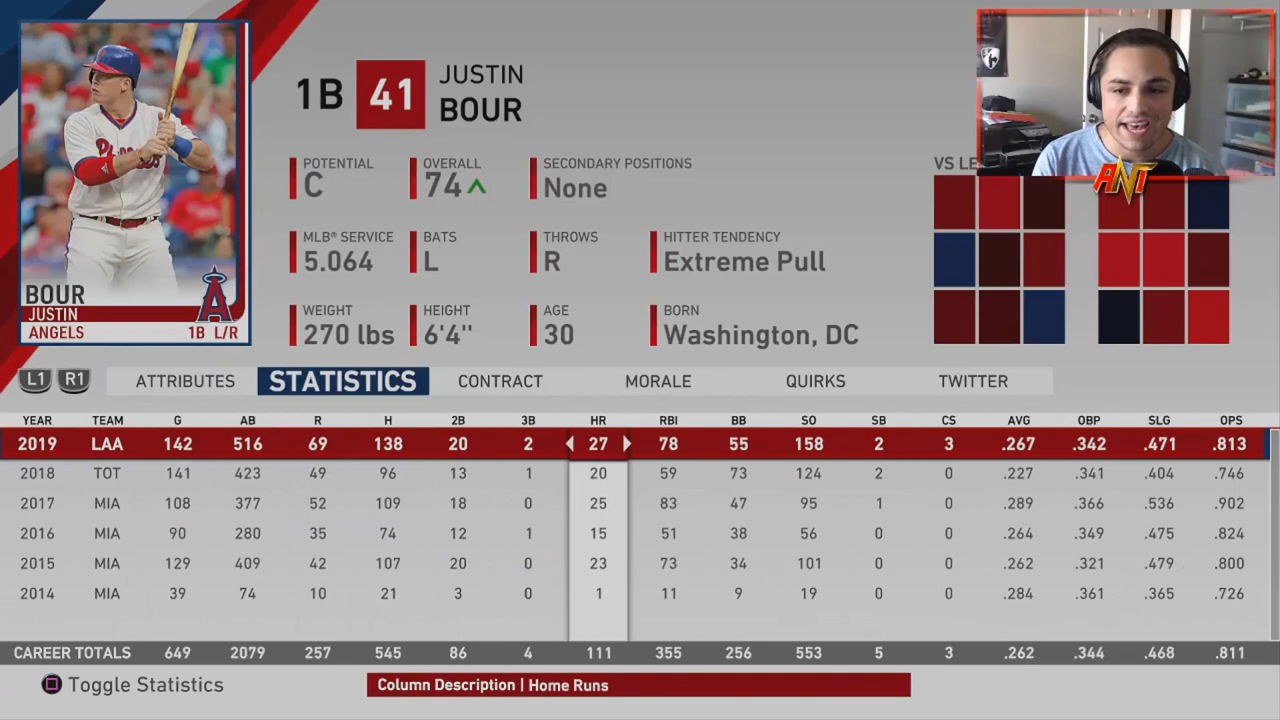 1B 41 JUSTIN
BOUR
POTENTIAL OVERALL SECONDARY POSITIONS
C 74 None
VS LE
ANT
MLB® SERVICE BATS THROWS HITTER TENDENCY
5.064 L R Extreme Pull
WEIGHT HEIGHT AGE BORN
270 lbs 6'4" 30 Washington, DC
Phillies
A
BOUR
JUSTIN
ANGELS 1B L/R
L1 R1 ATTRIBUTES STATISTICS CONTRACT MORALE QUIRKS TWITTER
YEAR TEAM G AB R H 2B 3B HR RBI BB SO SB CS AVG OBP SLG OPS
2019 LAA 142 516 69 138 20 2 27 78 55 158 2 3 .267 .342 .471 .813
2018 TOT 141 423 49 96 13 1 20 59 73 124 2 0 .227 .341 .404 .746
2017 MIA 108 377 52 109 18 0 25 83 47 95 1 0 .289 .366 .536 .902
2016 MIA 90 280 35 74 12 1 15 51 38 56 0 0 .264 .349 .475 .824
2015 MIA 129 409 42 107 20 0 23 73 34 101 0 0 .262 .321 .479 .800
2014 MIA 39 74 10 21 3 0 1 11 9 19 0 0 .284 .361 .365 .726
CAREER TOTALS 649 2079 257 545 86 4 111 355 256 553 5 3 .262 .344 .468 .811
Toggle Statistics
Column Description | Home Runs